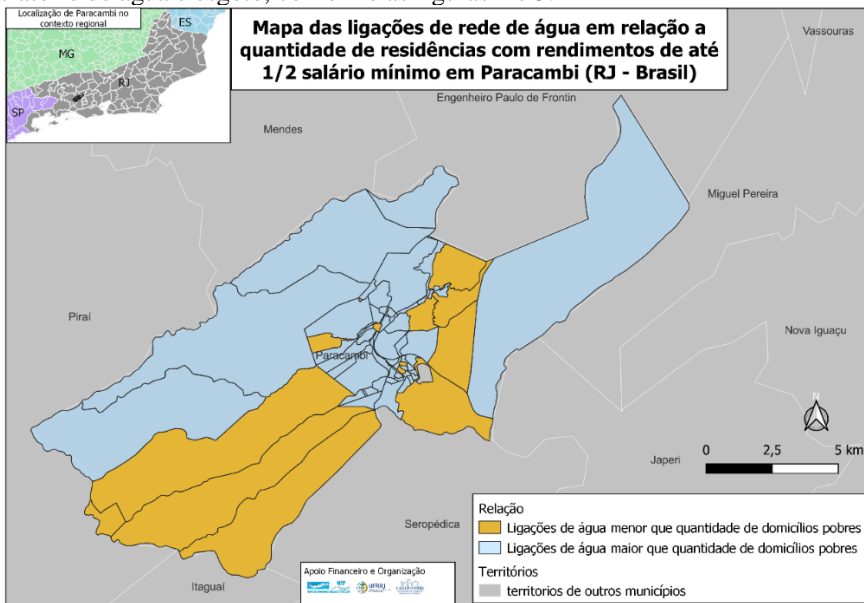 Localização de Paracambi no
contexto regional
ES
MG
RJ
SP
Mapa das ligações de rede de água em relação a
quantidade de residências com rendimentos de até
1/2 salário mínimo em Paracambi (RJ - Brasil)
Vassouras
Engenheiro Paulo de Frontin
Mendes
Miguel Pereira
Piraí
Nova Iguaçu
Paracambi
N
0 2,5 5 km
Japeri
Seropédica
Itaguaí
Relação
Ligações de água menor que quantidade de domicílios pobres
Ligações de água maior que quantidade de domicílios pobres
Territórios
territorios de outros municípios
Apoio Financeiro e Organização
UFRRJ